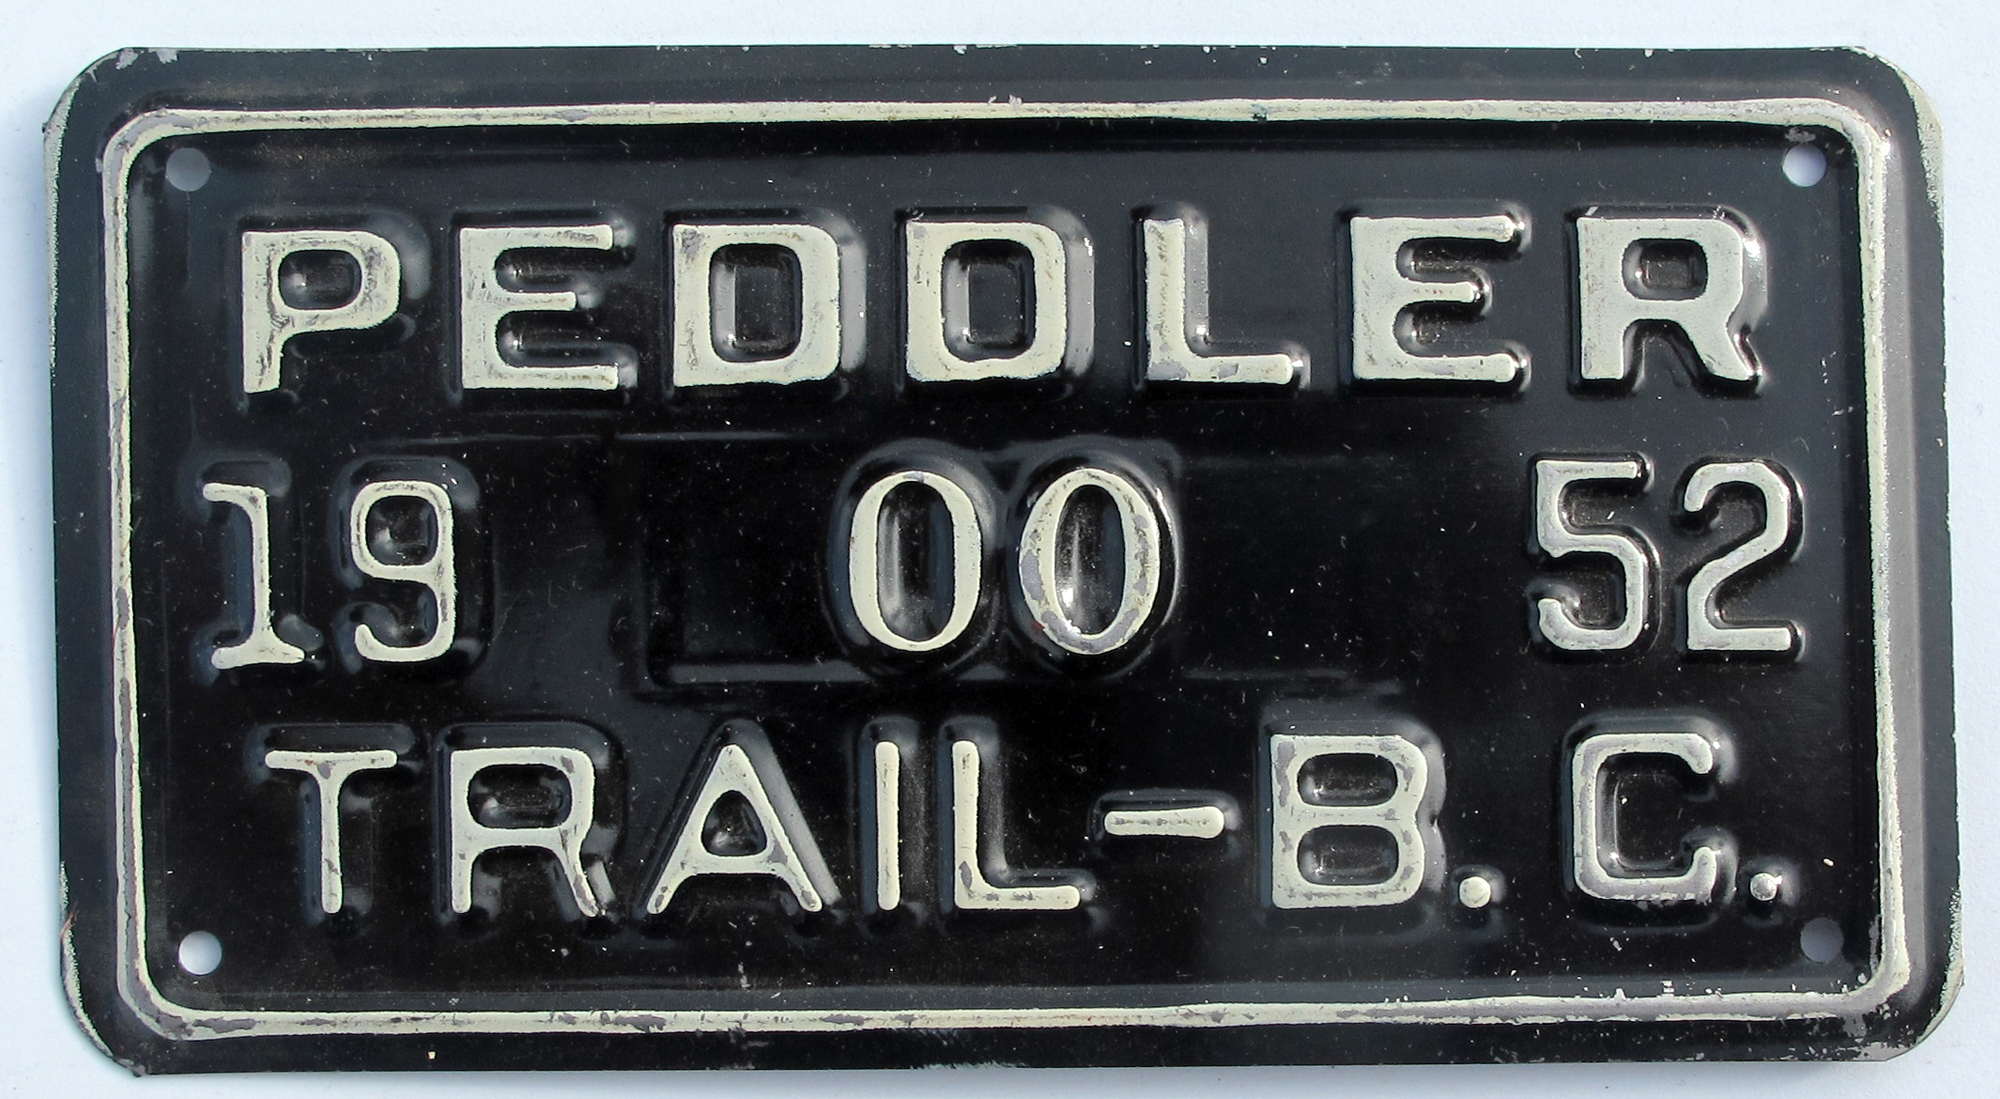 PEDDLER
19 00 52
TRAIL-B.C.